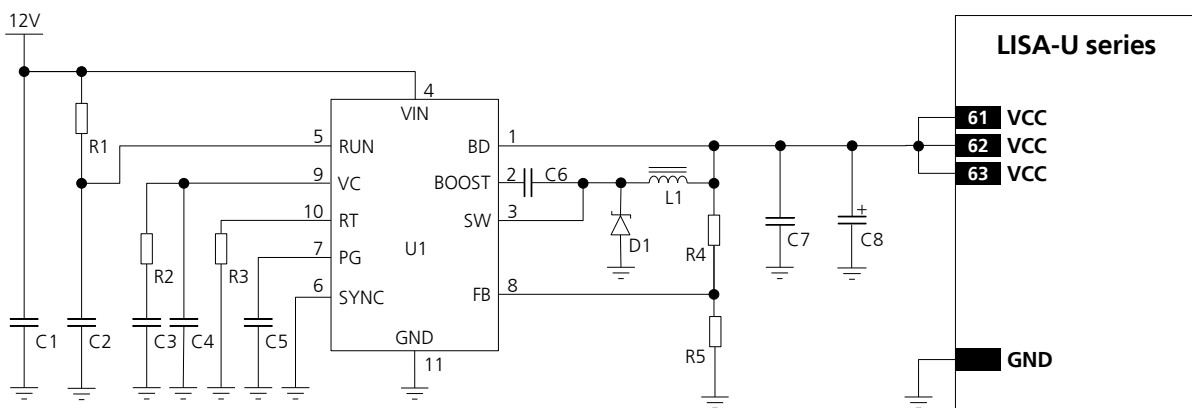 12V
LISA-U series
4
VIN
61 VCC
R1
5 RUN
BD 1
62 VCC
9 VC
BOOST 2 C6
63 VCC
L1
10 RT
SW 3
R2
R3
7 PG
U1
D1
R4
C7
+
C8
6 SYNC
FB 8
C1
C2
C3
C4
C5
GND
11
R5
GND